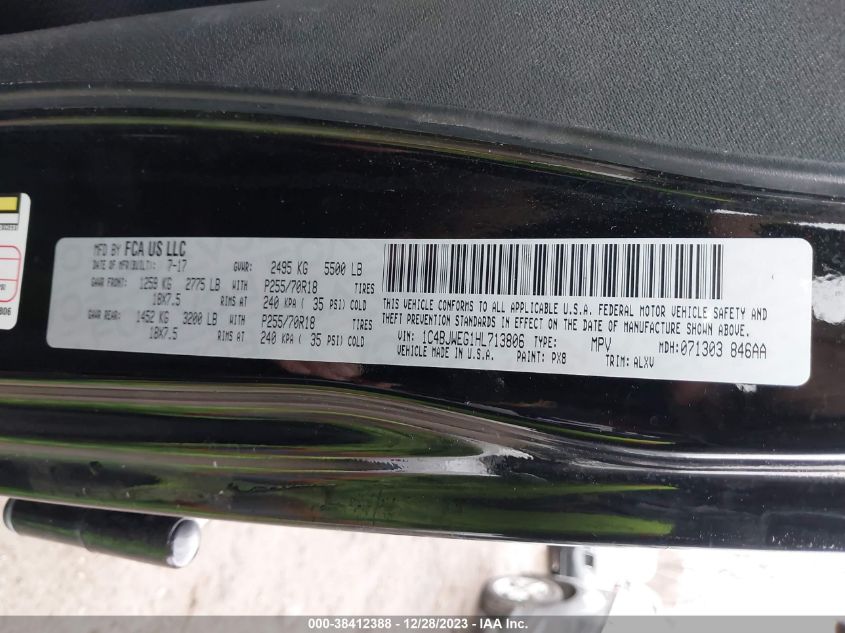 MFD BY FCA US LLC
DATE OF MFR(BUILT): 7-17 GVWR: 2495 KG 5500 LB
GAWR FRONT: 1259 KG 2775 LB WITH P255/70R18 TIRES
18X7.5 RIMS AT 240 KPA ( 35 PSI) COLD
GAWR REAR: 1452 KG 3200 LB WITH P255/70R18 TIRES
18X7.5 RIMS AT 240 KPA ( 35 PSI) COLD
THIS VEHICLE CONFORMS TO ALL APPLICABLE U.S.A. FEDERAL MOTOR VEHICLE SAFETY AND
THEFT PREVENTION STANDARDS IN EFFECT ON THE DATE OF MANUFACTURE SHOWN ABOVE.
VIN: 1C4BJWEG1HL713806 TYPE: MPV MDH:071303 846AA
VEHICLE MADE IN U.S.A. PAINT: PX8 TRIM: ALXV
806
000-38412388 - 12/28/2023 - IAA Inc.